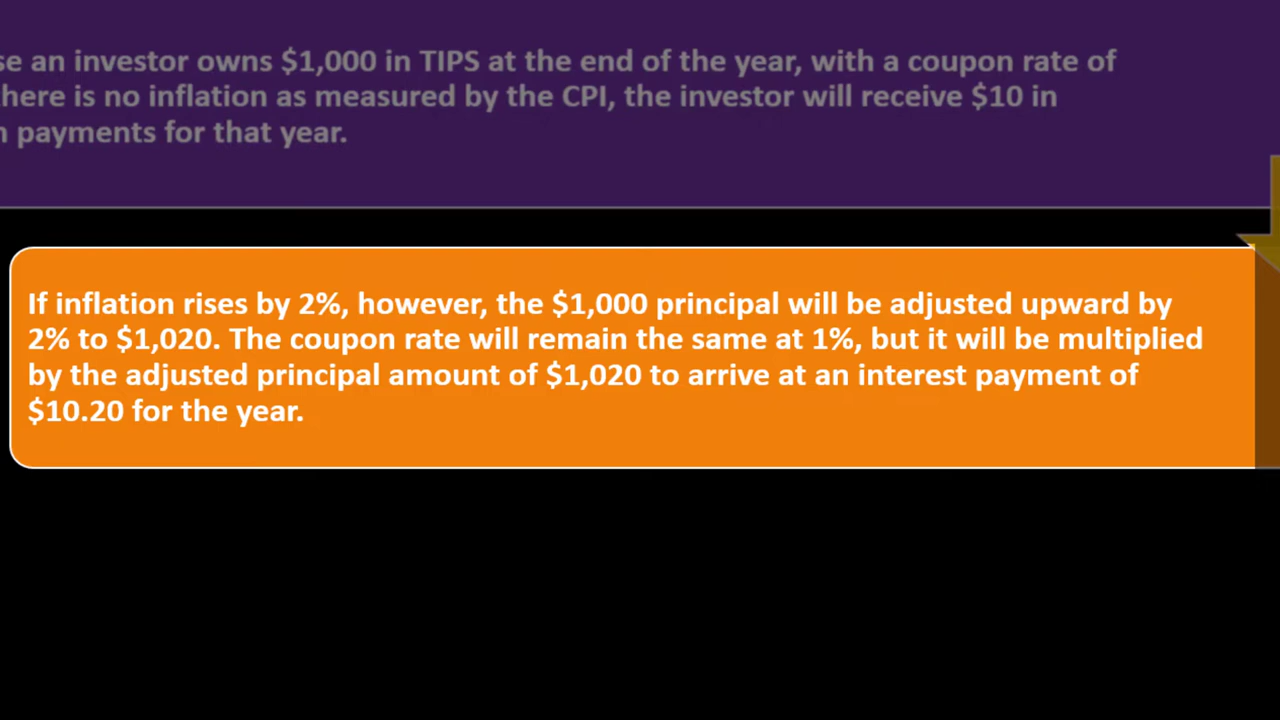 se an investor owns $1,000 in TIPS at the end of the year, with a coupon rate of
here is no inflation as measured by the CPI, the investor will receive $10 in
n payments for that year.
If inflation rises by 2%, however, the $1,000 principal will be adjusted upward by
2% to $1,020. The coupon rate will remain the same at 1%, but it will be multiplied
by the adjusted principal amount of $1,020 to arrive at an interest payment of
$10.20 for the year.